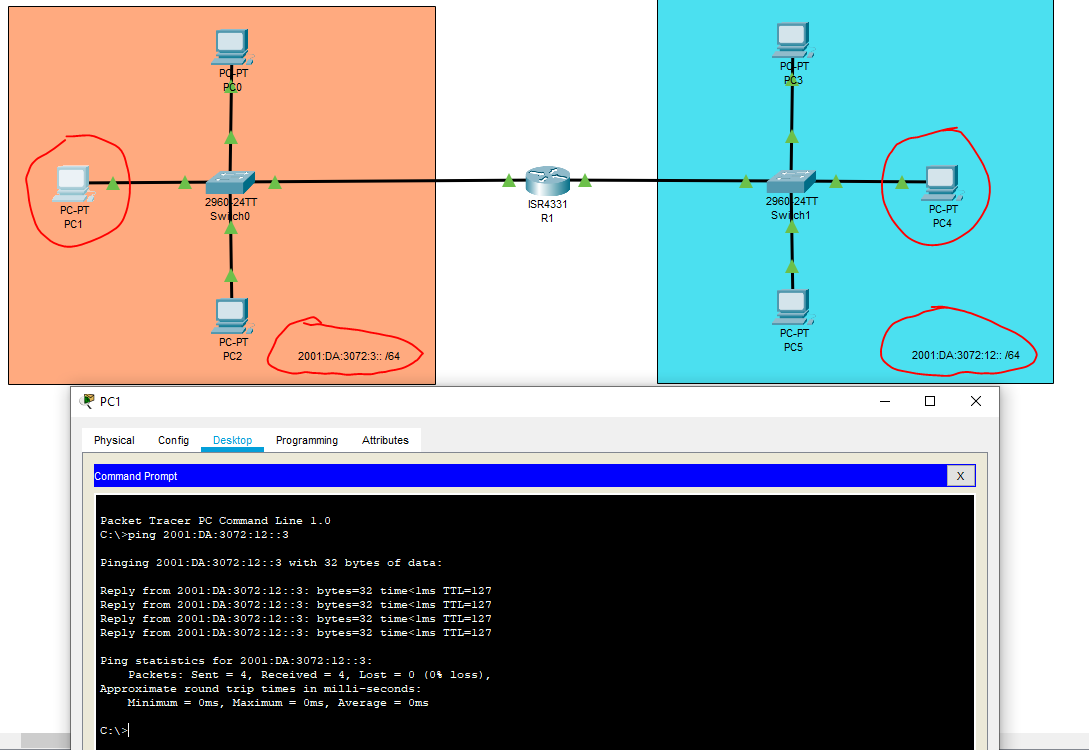 PC-PT
PC0
PC-PT
PC3
PC-PT
PC1
2960-24TT
Switch0
ISR4331
R1
2960-24TT
Switch1
PC-PT
PC4
PC-PT
PC2
2001:DA:3072:3:: /64
PC-PT
PC5
2001:DA:3072:12:: /64
PC1
Physical Config Desktop Programming Attributes
Command Prompt
X
Packet Tracer PC Command Line 1.0
C:\>ping 2001:DA:3072:12::3
Pinging 2001:DA:3072:12::3 with 32 bytes of data:
Reply from 2001:DA:3072:12::3: bytes=32 time<1ms TTL=127
Reply from 2001:DA:3072:12::3: bytes=32 time<1ms TTL=127
Reply from 2001:DA:3072:12::3: bytes=32 time<1ms TTL=127
Reply from 2001:DA:3072:12::3: bytes=32 time<1ms TTL=127
Ping statistics for 2001:DA:3072:12::3:
Packets: Sent = 4, Received = 4, Lost = 0 (0% loss),
Approximate round trip times in milli-seconds:
Minimum = 0ms, Maximum = 0ms, Average = 0ms
C:\>